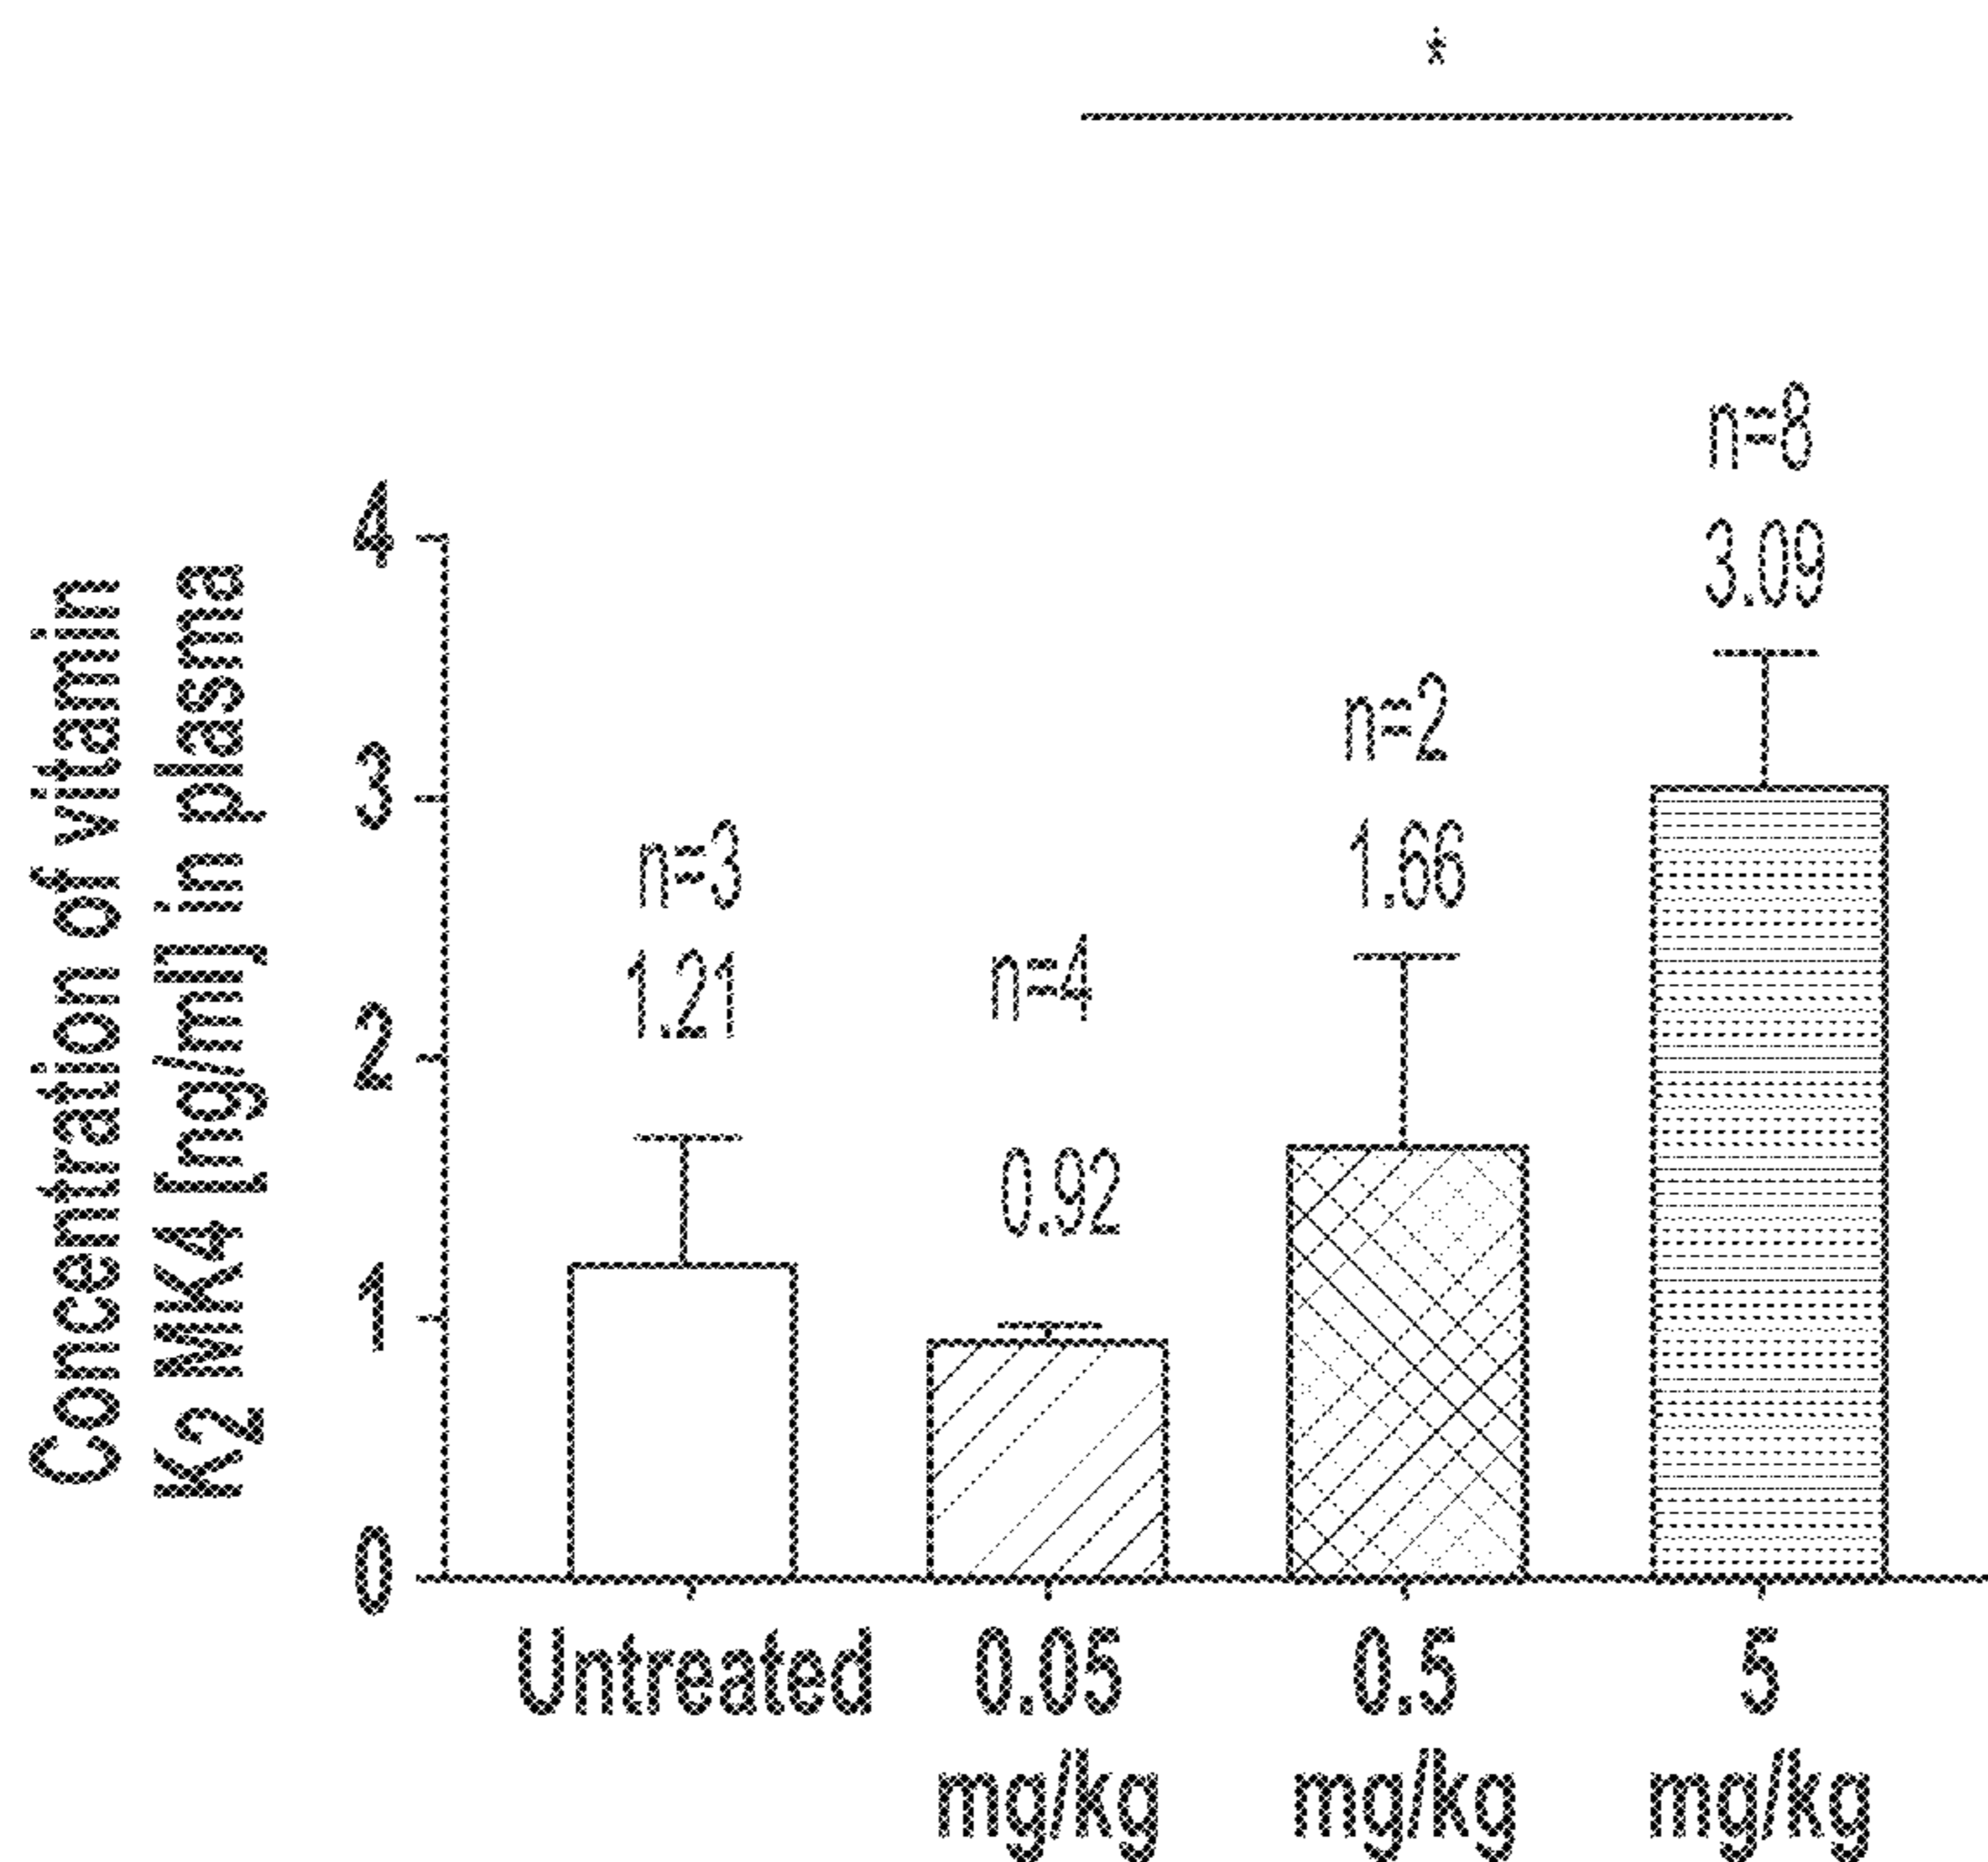 *
Concentration of vitamin
K2 MK4 [ng/ml] in plasma
4
3
2
1
0
n=3
1.21
n=4
0.92
n=2
1.66
n=8
3.09
Untreated
0.05
mg/kg
0.5
mg/kg
5
mg/kg